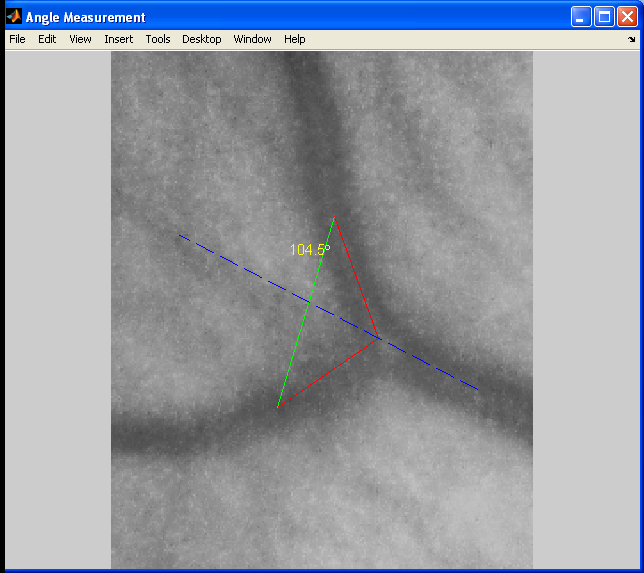 Angle Measurement
File Edit View Insert Tools Desktop Window Help
104.5°